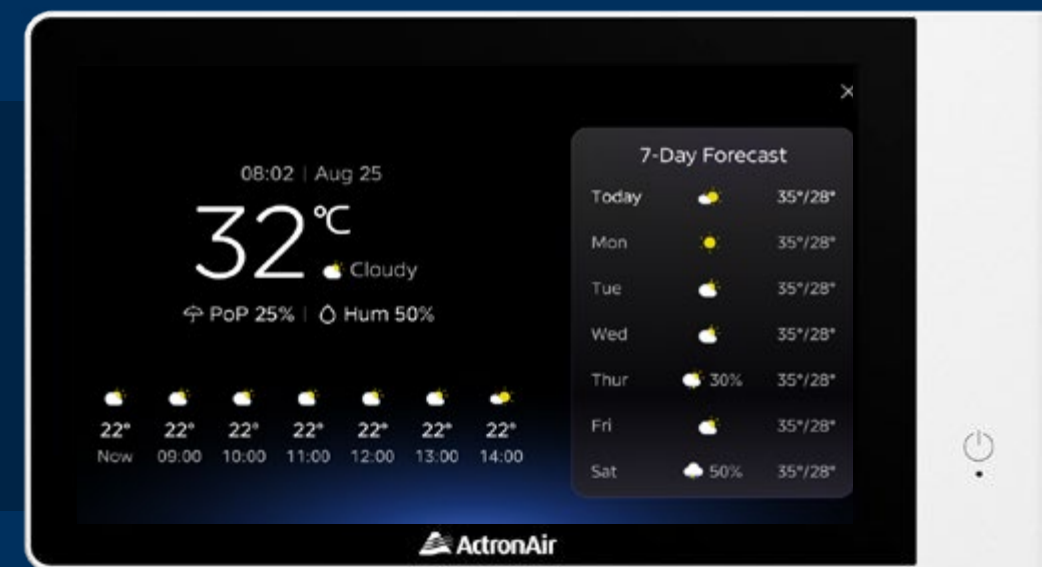 08:02 | Aug 25
32°C
Cloudy
PoP 25% | Hum 50%
22° 22° 22° 22° 22° 22° 22°
Now 09:00 10:00 11:00 12:00 13:00 14:00
7-Day Forecast
Today 35°/28°
Mon 35°/28°
Tue 35°/28°
Wed 35°/28°
Thur 30% 35°/28°
Fri 35°/28°
Sat 50% 35°/28°
ActronAir